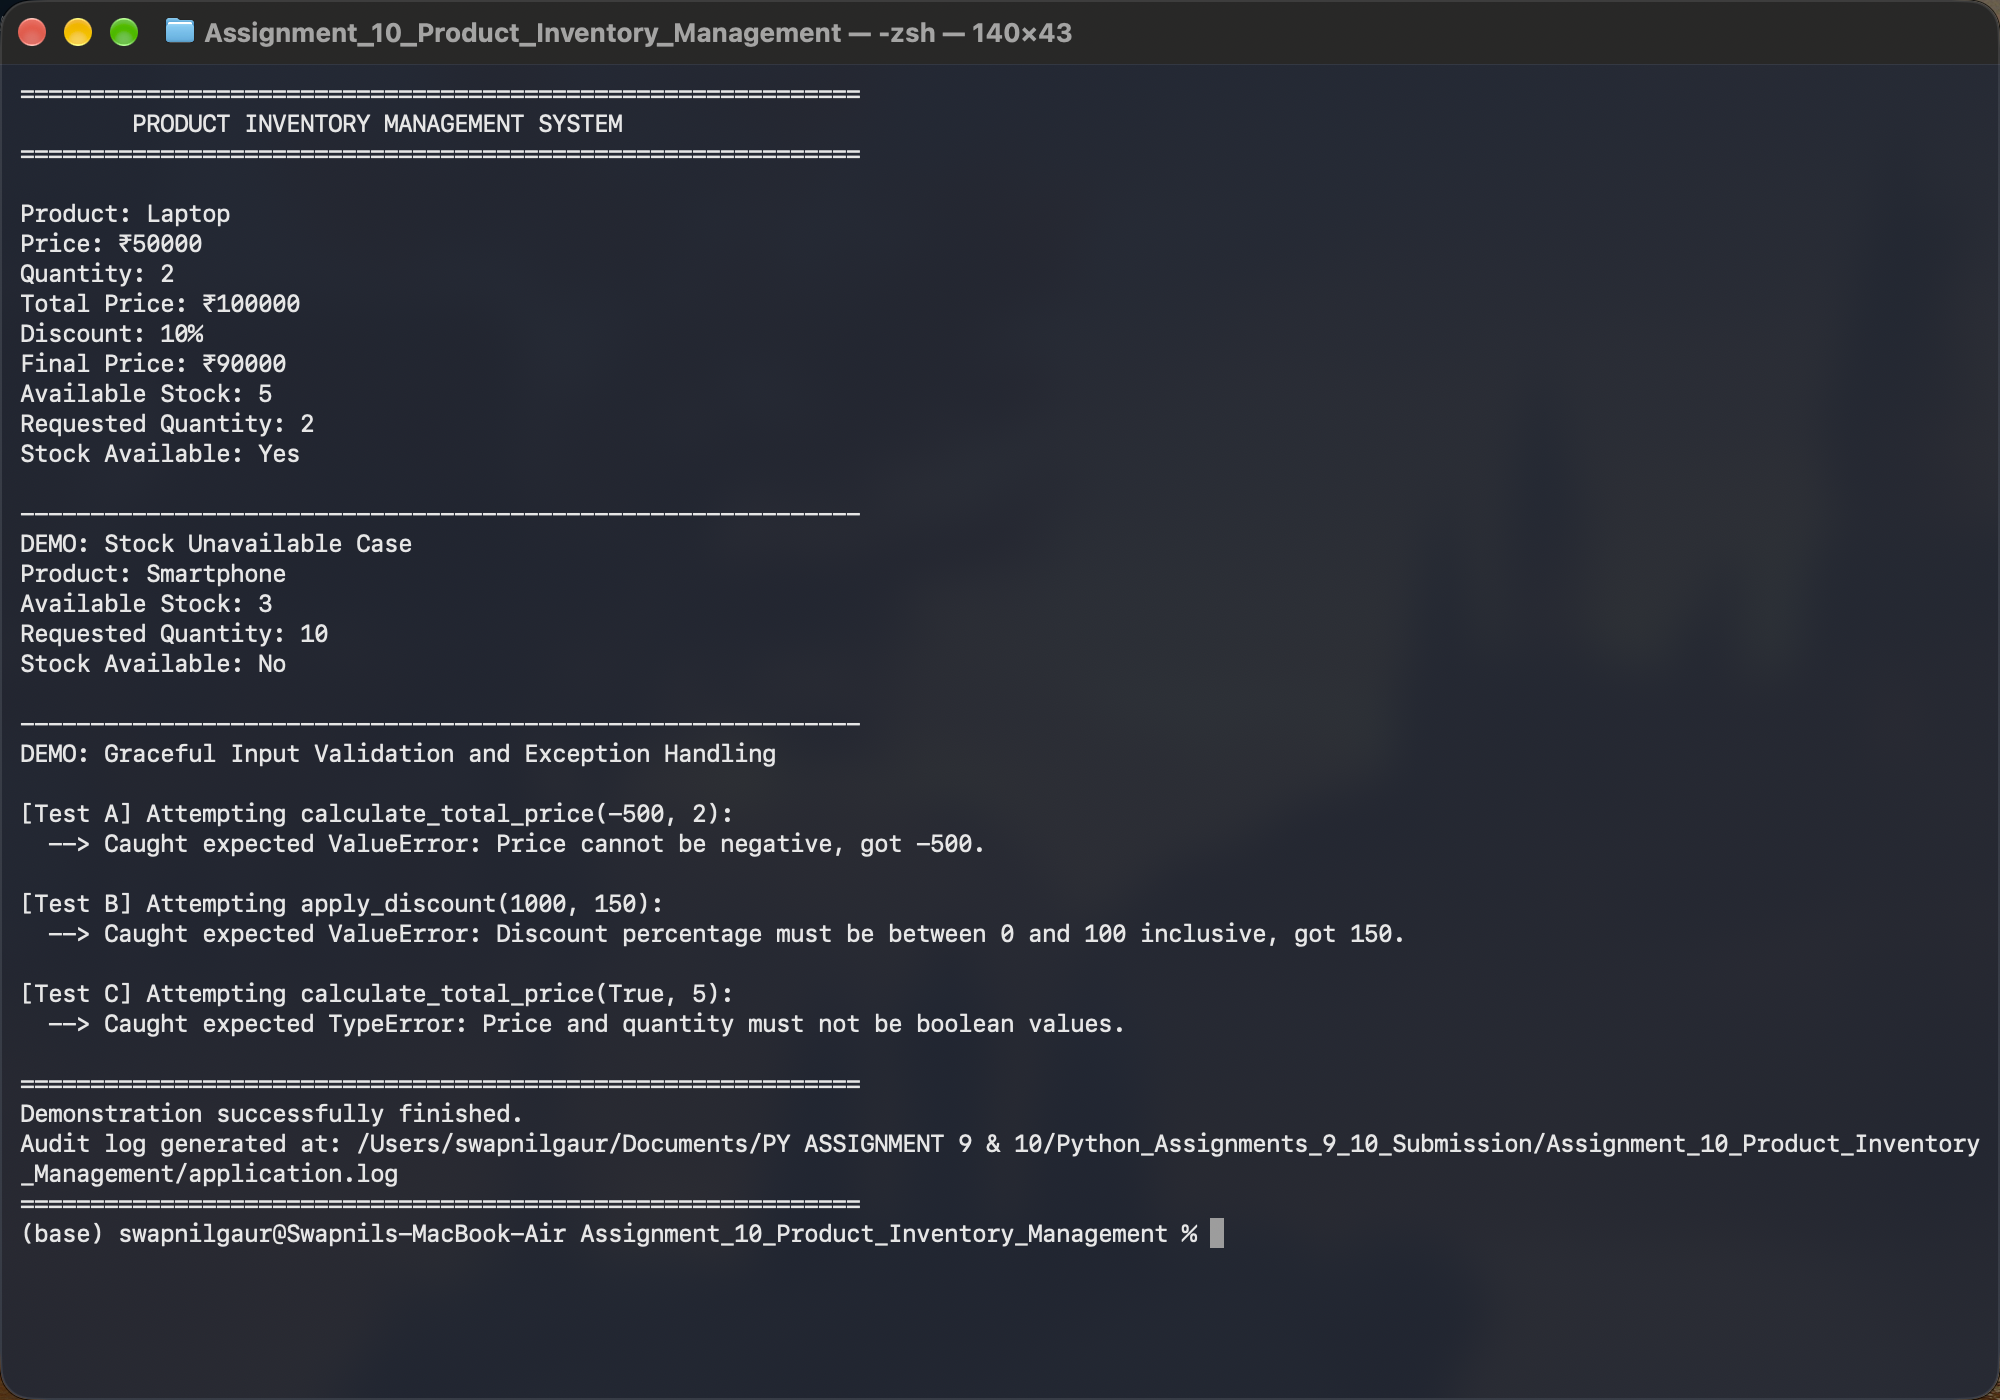 Assignment_10_Product_Inventory_Management — -zsh — 140×43
============================================================
        PRODUCT INVENTORY MANAGEMENT SYSTEM
============================================================
Product: Laptop
Price: ₹50000
Quantity: 2
Total Price: ₹100000
Discount: 10%
Final Price: ₹90000
Available Stock: 5
Requested Quantity: 2
Stock Available: Yes
------------------------------------------------------------
DEMO: Stock Unavailable Case
Product: Smartphone
Available Stock: 3
Requested Quantity: 10
Stock Available: No
------------------------------------------------------------
DEMO: Graceful Input Validation and Exception Handling
[Test A] Attempting calculate_total_price(-500, 2):
  --> Caught expected ValueError: Price cannot be negative, got -500.
[Test B] Attempting apply_discount(1000, 150):
  --> Caught expected ValueError: Discount percentage must be between 0 and 100 inclusive, got 150.
[Test C] Attempting calculate_total_price(True, 5):
  --> Caught expected TypeError: Price and quantity must not be boolean values.
============================================================
Demonstration successfully finished.
Audit log generated at: /Users/swapnilgaur/Documents/PY ASSIGNMENT 9 & 10/Python_Assignments_9_10_Submission/Assignment_10_Product_Inventory
_Management/application.log
============================================================
(base) swapnilgaur@Swapnils-MacBook-Air Assignment_10_Product_Inventory_Management %